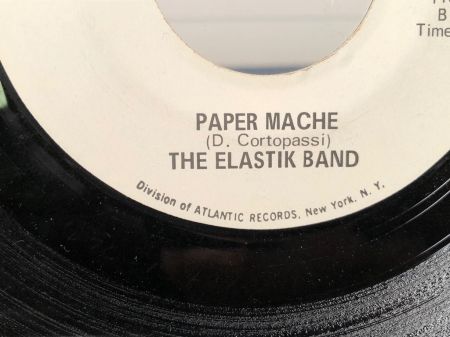 B
Time
PAPER MACHE
(D. Cortopassi)
THE ELASTIK BAND
Division of ATLANTIC RECORDS, New York, N. Y.